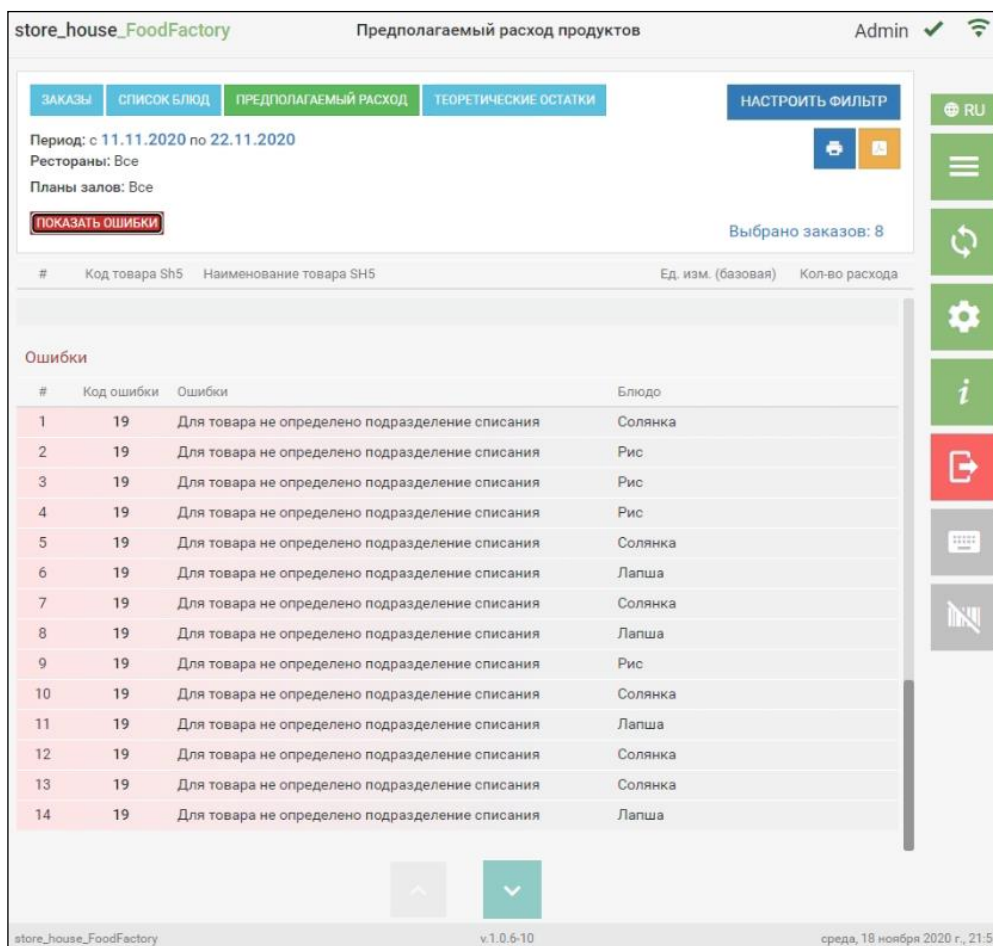 store_house_FoodFactory Предполагаемый расход продуктов Admin
ЗАКАЗЫ СПИСОК БЛЮД ПРЕДПОЛАГАЕМЫЙ РАСХОД ТЕОРЕТИЧЕСКИЕ ОСТАТКИ НАСТРОИТЬ ФИЛЬТР
RU
Период: с 11.11.2020 по 22.11.2020
Рестораны: Все
Планы залов: Все
ПОКАЗАТЬ ОШИБКИ
Выбрано заказов: 8
# Код товара Sh5 Наименование товара SH5 Ед. изм. (базовая) Кол-во расхода
Ошибки
# Код ошибки Ошибки Блюдо
1 19 Для товара не определено подразделение списания Солянка
2 19 Для товара не определено подразделение списания Рис
3 19 Для товара не определено подразделение списания Рис
4 19 Для товара не определено подразделение списания Рис
5 19 Для товара не определено подразделение списания Солянка
6 19 Для товара не определено подразделение списания Лапша
7 19 Для товара не определено подразделение списания Солянка
8 19 Для товара не определено подразделение списания Лапша
9 19 Для товара не определено подразделение списания Рис
10 19 Для товара не определено подразделение списания Солянка
11 19 Для товара не определено подразделение списания Лапша
12 19 Для товара не определено подразделение списания Солянка
13 19 Для товара не определено подразделение списания Солянка
14 19 Для товара не определено подразделение списания Лапша
store_house_FoodFactory v.1.0.6-10 среда, 18 ноября 2020 г., 21:5